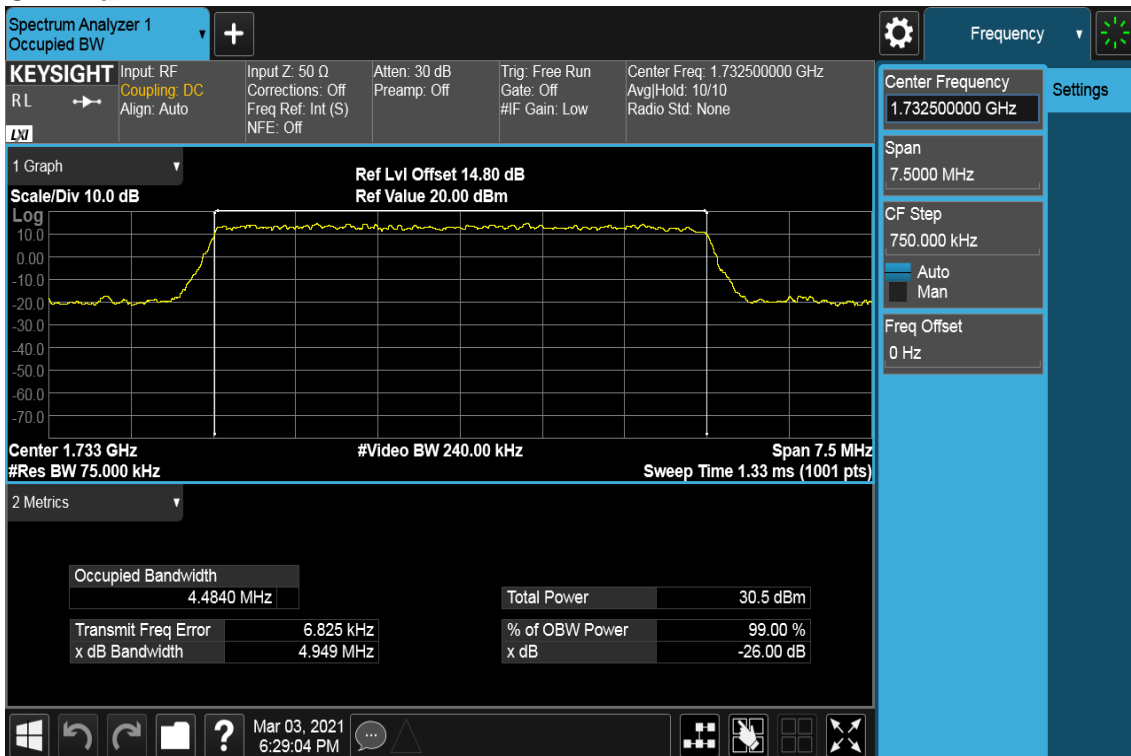 Spectrum Analyzer 1
Occupied BW
+
Frequency
KEYSIGHT
RL
LXI
Input: RF
Coupling: DC
Align: Auto
Input Z: 50 Ω
Corrections: Off
Freq Ref: Int (S)
NFE: Off
Atten: 30 dB
Preamp: Off
Trig: Free Run
Gate: Off
#IF Gain: Low
Center Freq: 1.732500000 GHz
Avg|Hold: 10/10
Radio Std: None
Center Frequency
1.732500000 GHz
Settings
Span
7.5000 MHz
CF Step
750.000 kHz
Auto
Man
Freq Offset
0 Hz
1 Graph
Scale/Div 10.0 dB
Ref Lvl Offset 14.80 dB
Ref Value 20.00 dBm
Log
10.0
0.00
-10.0
-20.0
-30.0
-40.0
-50.0
-60.0
-70.0
Center 1.733 GHz
#Video BW 240.00 kHz
Span 7.5 MHz
#Res BW 75.000 kHz
Sweep Time 1.33 ms (1001 pts)
2 Metrics
Occupied Bandwidth
4.4840 MHz
Total Power 30.5 dBm
Transmit Freq Error 6.825 kHz
% of OBW Power 99.00 %
x dB Bandwidth 4.949 MHz
x dB -26.00 dB
?
Mar 03, 2021
6:29:04 PM